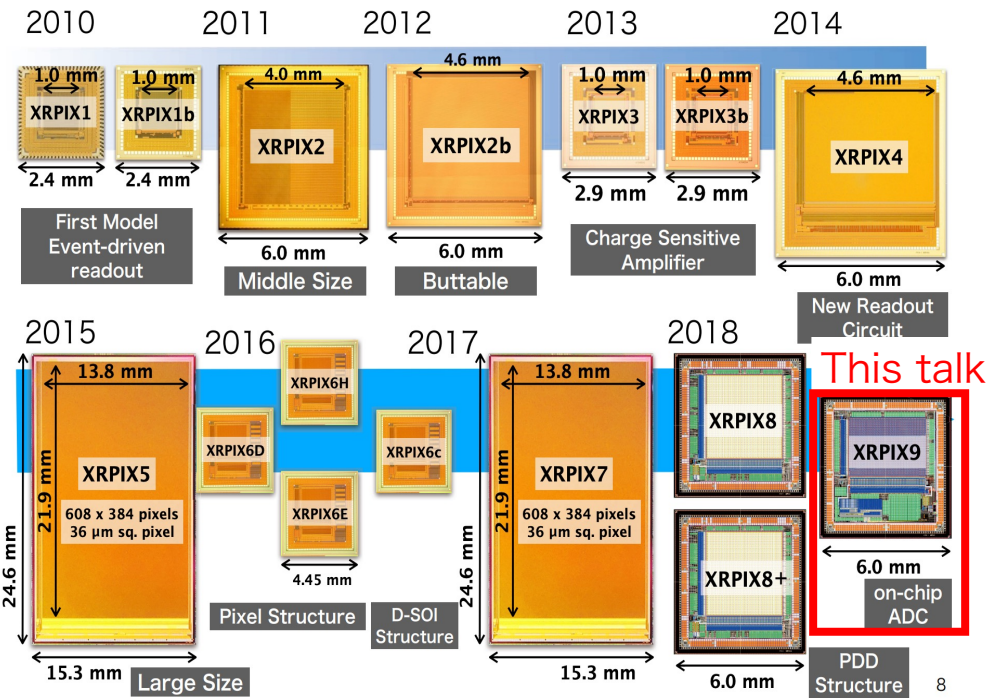 2010
2011
2012
2013
2014
1.0 mm
1.0 mm
4.0 mm
4.6 mm
1.0 mm
1.0 mm
4.6 mm
XRPIX1
XRPIX1b
XRPIX2
XRPIX2b
XRPIX3
XRPIX3b
XRPIX4
2.4 mm
2.4 mm
6.0 mm
6.0 mm
2.9 mm
2.9 mm
6.0 mm
First Model
Event-driven
readout
Middle Size
Buttable
Charge Sensitive
Amplifier
New Readout
Circuit
2015
2016
2017
2018
This talk
24.6 mm
13.8 mm
21.9 mm
XRPIX5
608 x 384 pixels
36 μm sq. pixel
15.3 mm
Large Size
XRPIX6H
XRPIX6D
XRPIX6E
4.45 mm
Pixel Structure
XRPIX6c
D-SOI
Structure
24.6 mm
13.8 mm
21.9 mm
XRPIX7
608 x 384 pixels
36 μm sq. pixel
15.3 mm
XRPIX8
XRPIX8+
6.0 mm
PDD
Structure
XRPIX9
6.0 mm
on-chip
ADC
8